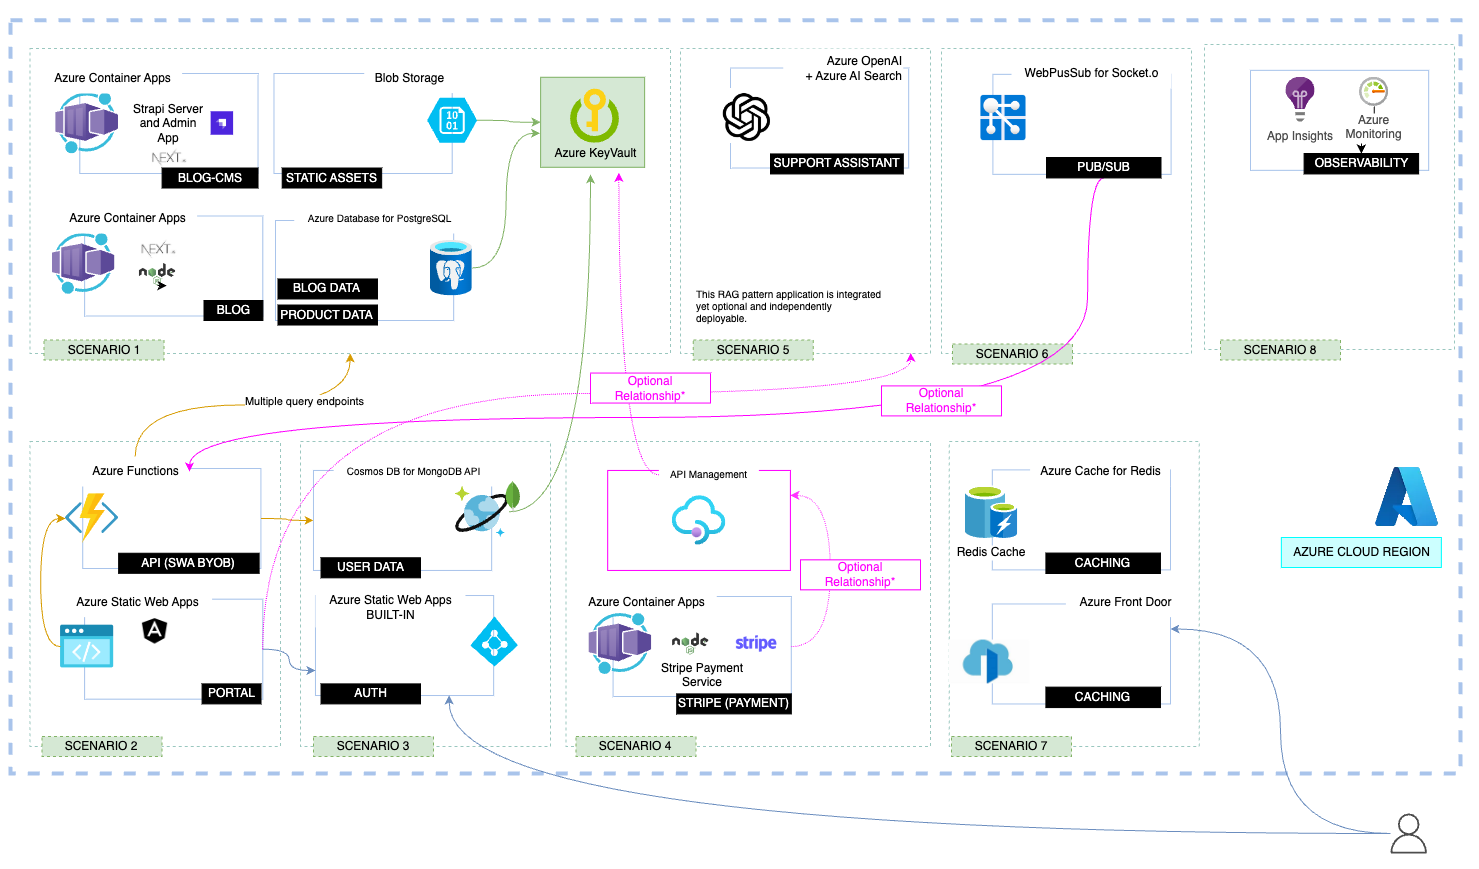 Azure Container Apps
Strapi Server
and Admin
App
NEXT.
BLOG-CMS
Blob Storage
10
01
STATIC ASSETS
Azure KeyVault
Azure Container Apps
NEXT.
node
BLOG
Azure Database for PostgreSQL
BLOG DATA
PRODUCT DATA
SCENARIO 1
Azure OpenAI
+ Azure AI Search
SUPPORT ASSISTANT
This RAG pattern application is integrated
yet optional and independently
deployable.
SCENARIO 5
WebPusSub for Socket.o
PUB/SUB
SCENARIO 6
App Insights
Azure
Monitoring
OBSERVABILITY
SCENARIO 8
Multiple query endpoints
Optional
Relationship*
Optional
Relationship*
Azure Functions
API (SWA BYOB)
Azure Static Web Apps
PORTAL
SCENARIO 2
Cosmos DB for MongoDB API
USER DATA
Azure Static Web Apps
BUILT-IN
AUTH
SCENARIO 3
API Management
Optional
Relationship*
Azure Container Apps
node
stripe
Stripe Payment
Service
STRIPE (PAYMENT)
SCENARIO 4
Azure Cache for Redis
Redis Cache
CACHING
Azure Front Door
CACHING
SCENARIO 7
AZURE CLOUD REGION